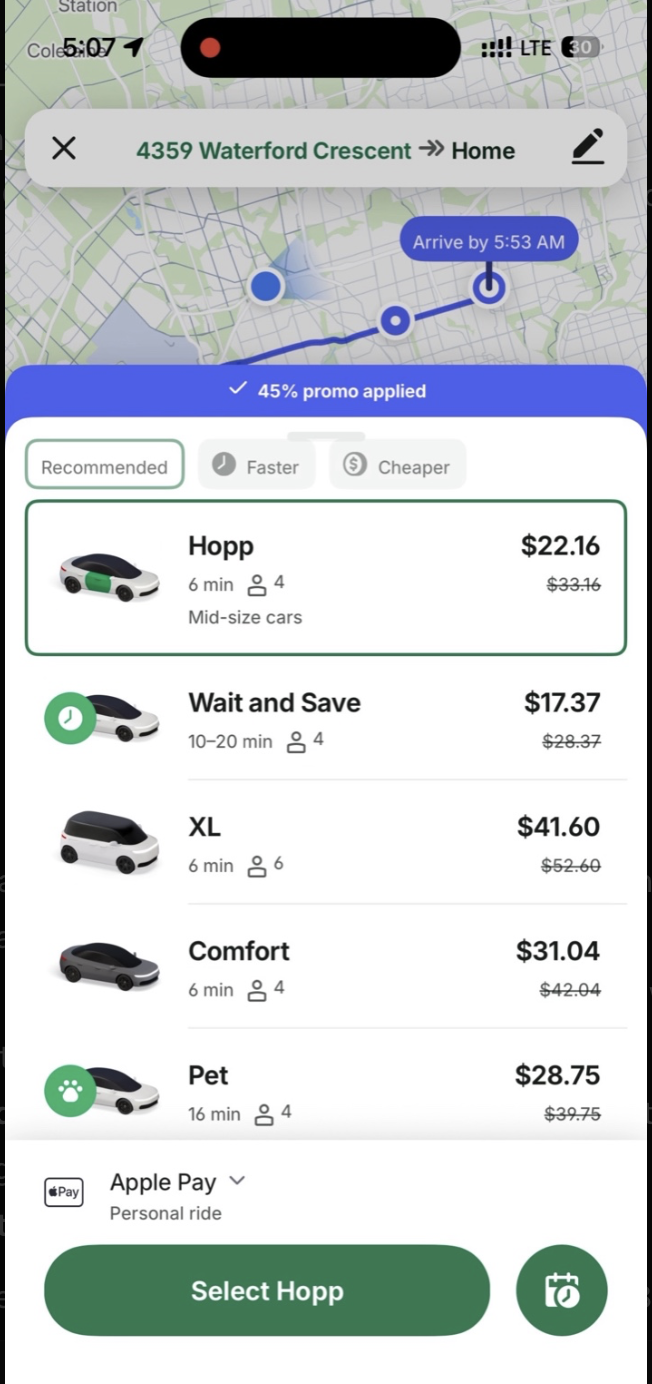 Station
Coleraine
5:07
LTE
30
4359 Waterford Crescent
Home
Arrive by 5:53 AM
45% promo applied
Recommended
Faster
$ Cheaper
Hopp
$22.16
6 min
4
$33.16
Mid-size cars
Wait and Save
$17.37
10–20 min
4
$28.37
XL
$41.60
6 min
6
$52.60
Comfort
$31.04
6 min
4
$42.04
Pet
$28.75
16 min
4
$39.75
Pay
Apple Pay
Personal ride
Select Hopp